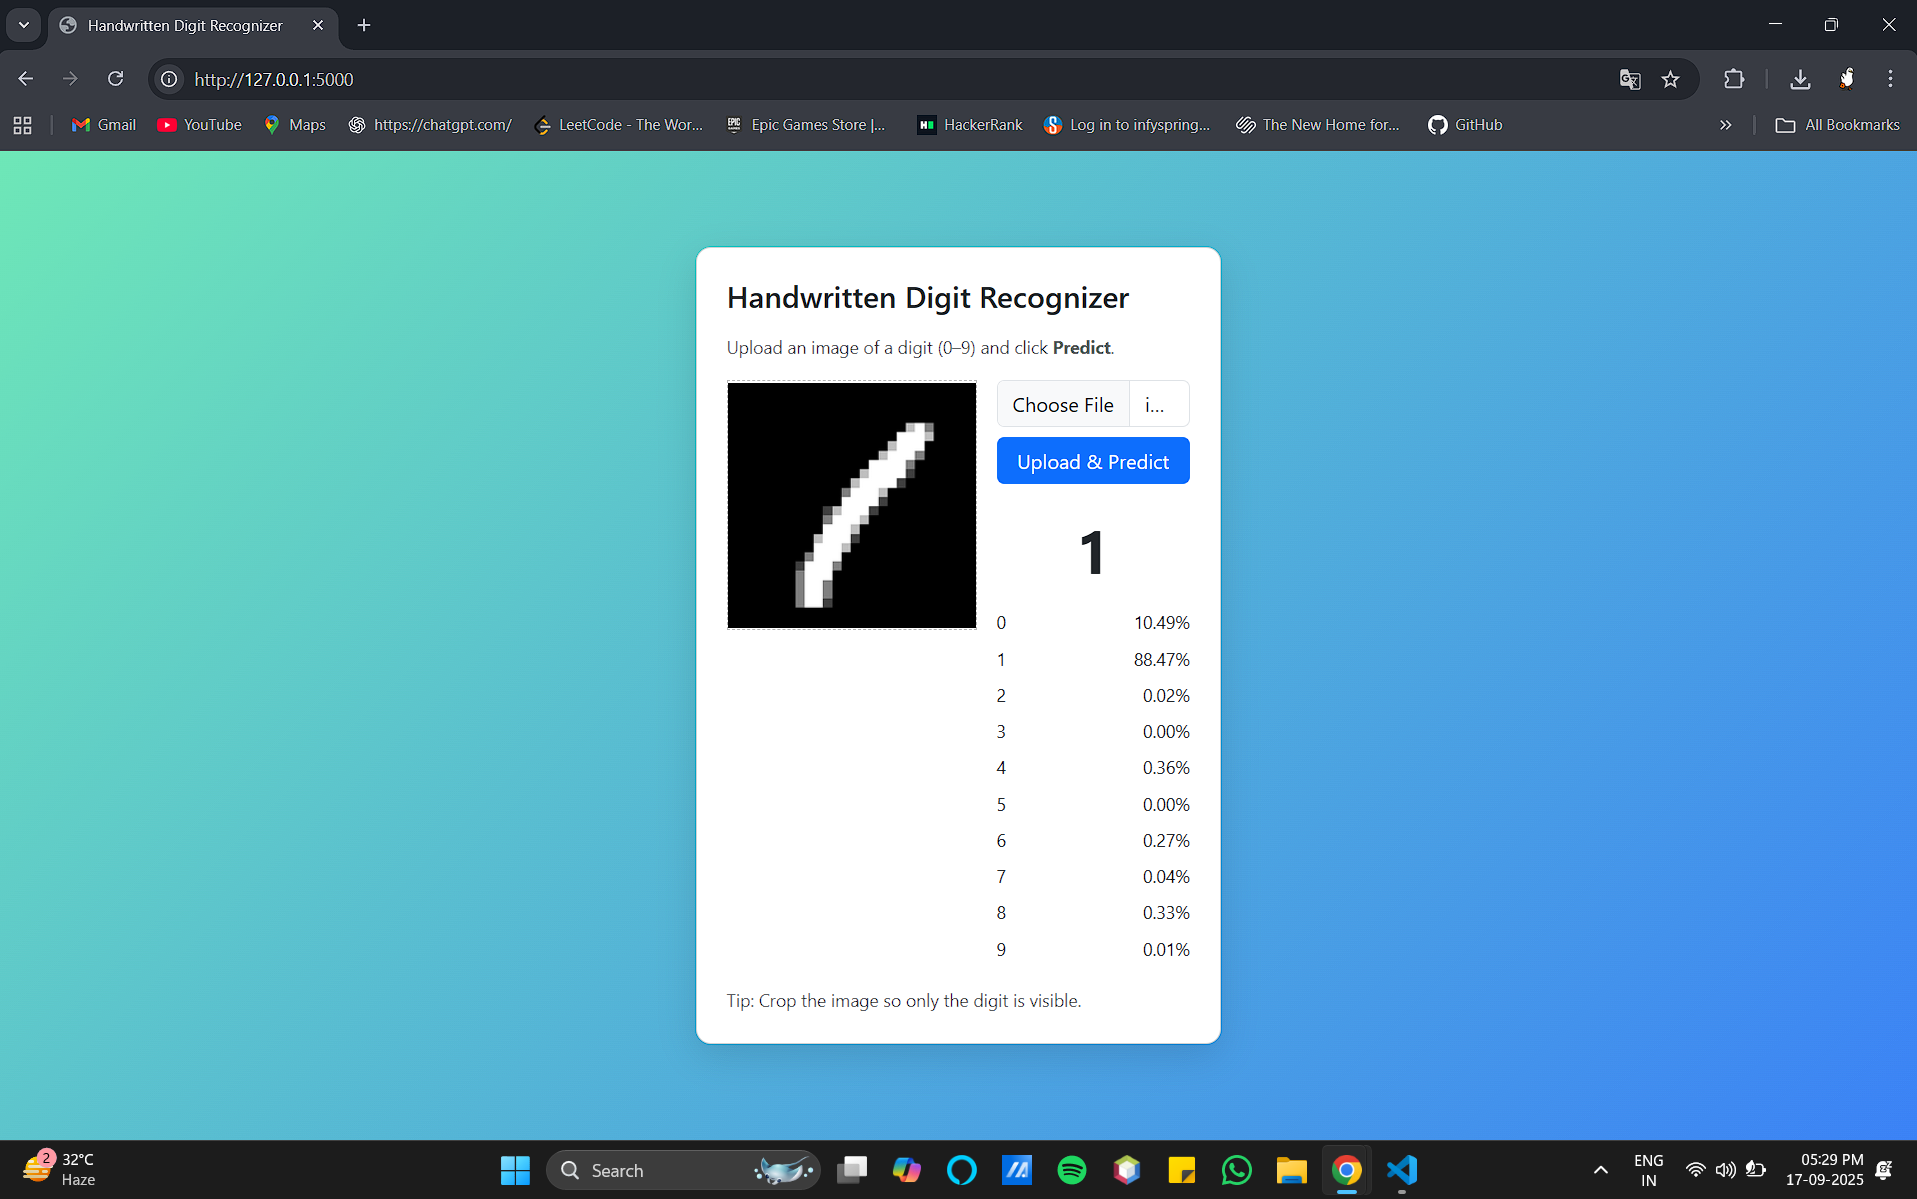 Handwritten Digit Recognizer
http://127.0.0.1:5000
Gmail YouTube Maps https://chatgpt.com/ LeetCode - The Wor... Epic Games Store |... HackerRank Log in to infyspring... The New Home for... GitHub All Bookmarks
Handwritten Digit Recognizer
Upload an image of a digit (0–9) and click Predict.
Choose File i...
Upload & Predict
1
0 10.49%
1 88.47%
2 0.02%
3 0.00%
4 0.36%
5 0.00%
6 0.27%
7 0.04%
8 0.33%
9 0.01%
Tip: Crop the image so only the digit is visible.
2 32°C
Haze
Search
ENG
IN
05:29 PM
17-09-2025